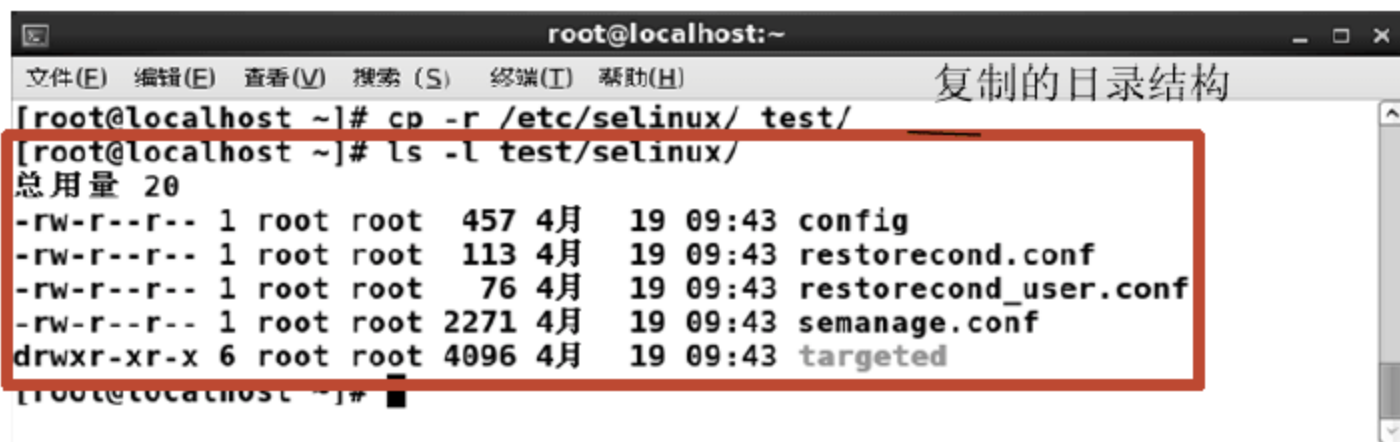 root@localhost:~
文件(F) 编辑(E) 查看(V) 搜索 (S) 终端(T) 帮助(H)
复制的日录结构
[root@localhost ~]# cp -r /etc/selinux/ test/
[root@localhost ~]# ls -l test/selinux/
总用量 20
-rw-r--r-- 1 root root 457 4月 19 09:43 config
-rw-r--r-- 1 root root 113 4月 19 09:43 restorecond.conf
-rw-r--r-- 1 root root 76 4月 19 09:43 restorecond_user.conf
-rw-r--r-- 1 root root 2271 4月 19 09:43 semanage.conf
drwxr-xr-x 6 root root 4096 4月 19 09:43 targeted
[root@localhost ~]#